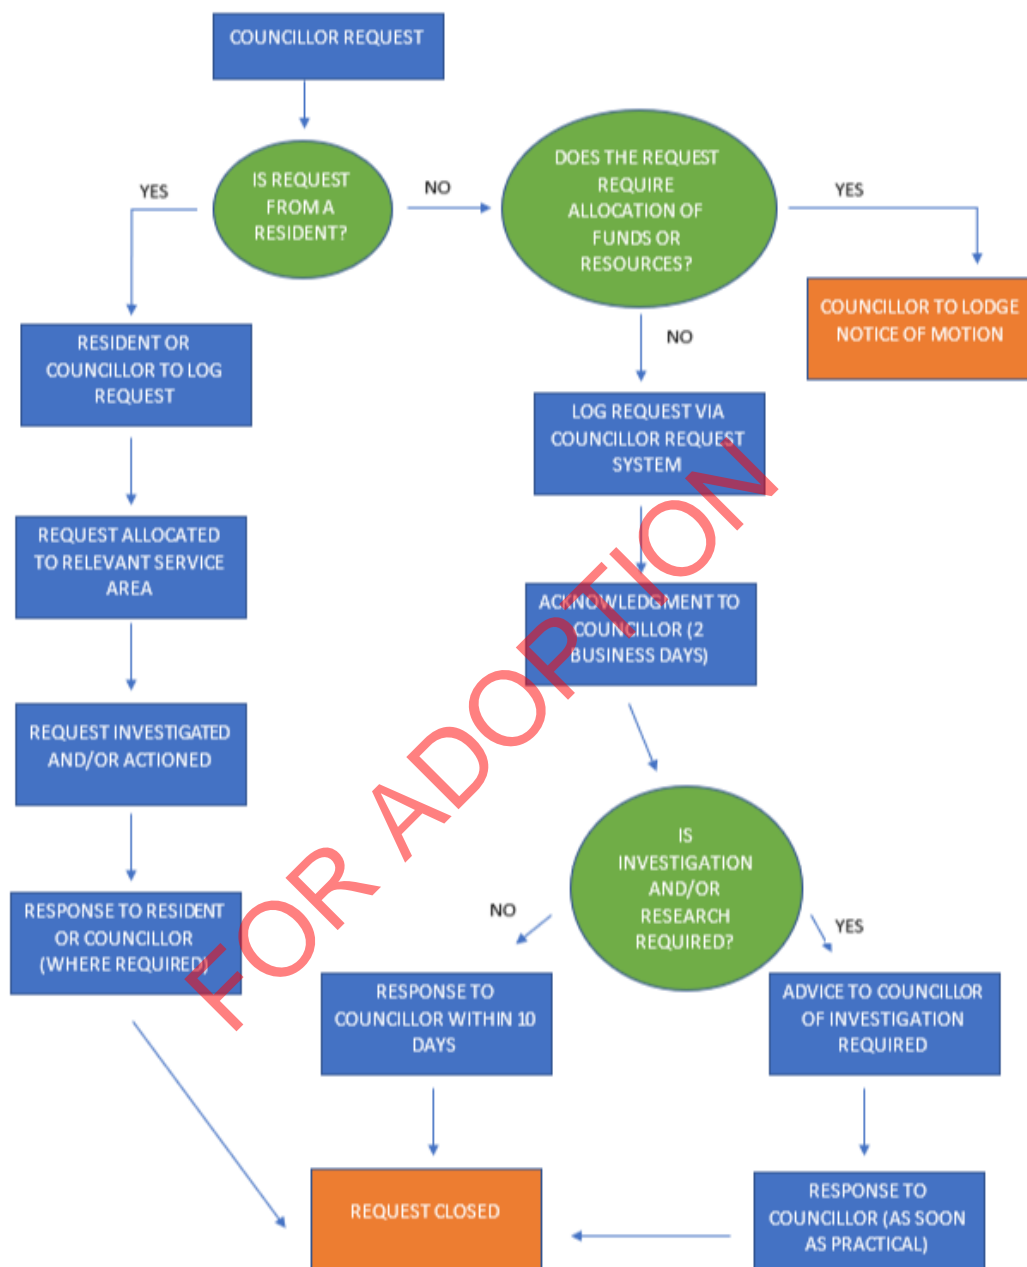 COUNCILLOR REQUEST
IS REQUEST
FROM A
RESIDENT?
YES
NO
DOES THE REQUEST
REQUIRE
ALLOCATION OF
FUNDS OR
RESOURCES?
YES
COUNCILLOR TO LODGE
NOTICE OF MOTION
NO
RESIDENT OR
COUNCILLOR TO LOG
REQUEST
LOG REQUEST VIA
COUNCILLOR REQUEST
SYSTEM
REQUEST ALLOCATED
TO RELEVANT SERVICE
AREA
ACKNOWLEDGMENT TO
COUNCILLOR (2
BUSINESS DAYS)
REQUEST INVESTIGATED
AND/OR ACTIONED
IS
INVESTIGATION
AND/OR
RESEARCH
REQUIRED?
NO
YES
RESPONSE TO RESIDENT
OR COUNCILLOR
(WHERE REQUIRED)
RESPONSE TO
COUNCILLOR WITHIN 10
DAYS
ADVICE TO COUNCILLOR
OF INVESTIGATION
REQUIRED
REQUEST CLOSED
RESPONSE TO
COUNCILLOR (AS SOON
AS PRACTICAL)
FOR ADOPTION